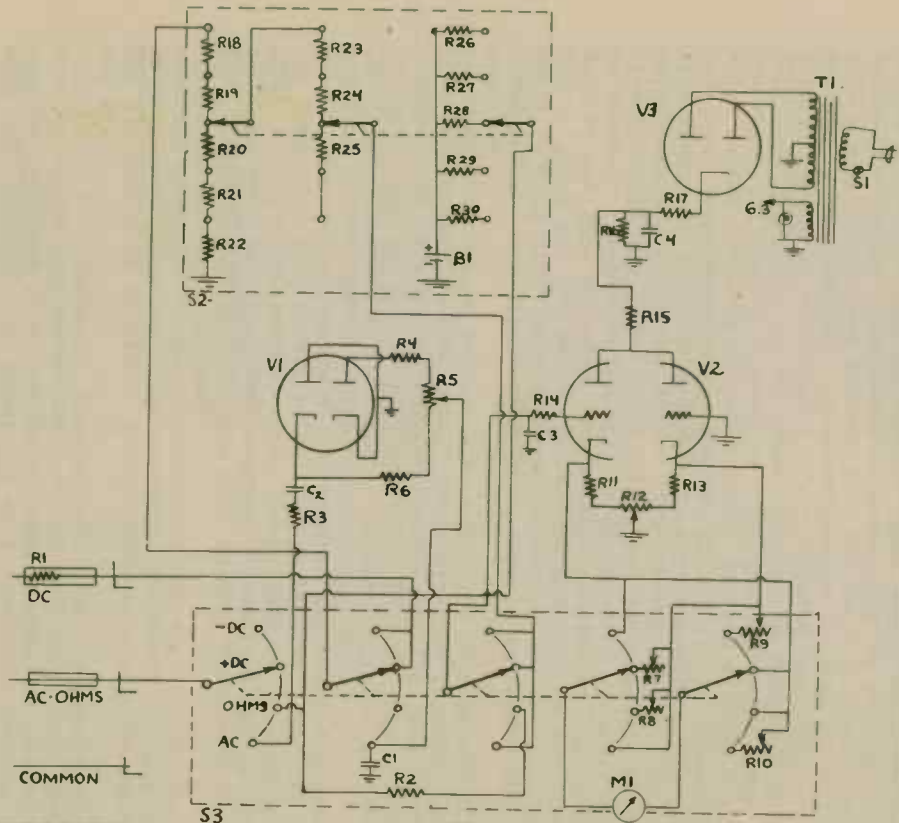 R18
R19
R20
R21
R22
R23
R24
R25
R26
R27
R28
R29
R30
+
-
B1
S2
V3
T1
S1
6.3
R17
R16
C4
R15
V1
R4
R5
R6
C2
R3
V2
R14
C3
R11
R12
R13
R1
DC
AC-OHMS
COMMON
-DC
+DC
OHMS
AC
C1
R2
R7
R8
R9
R10
M1
S3